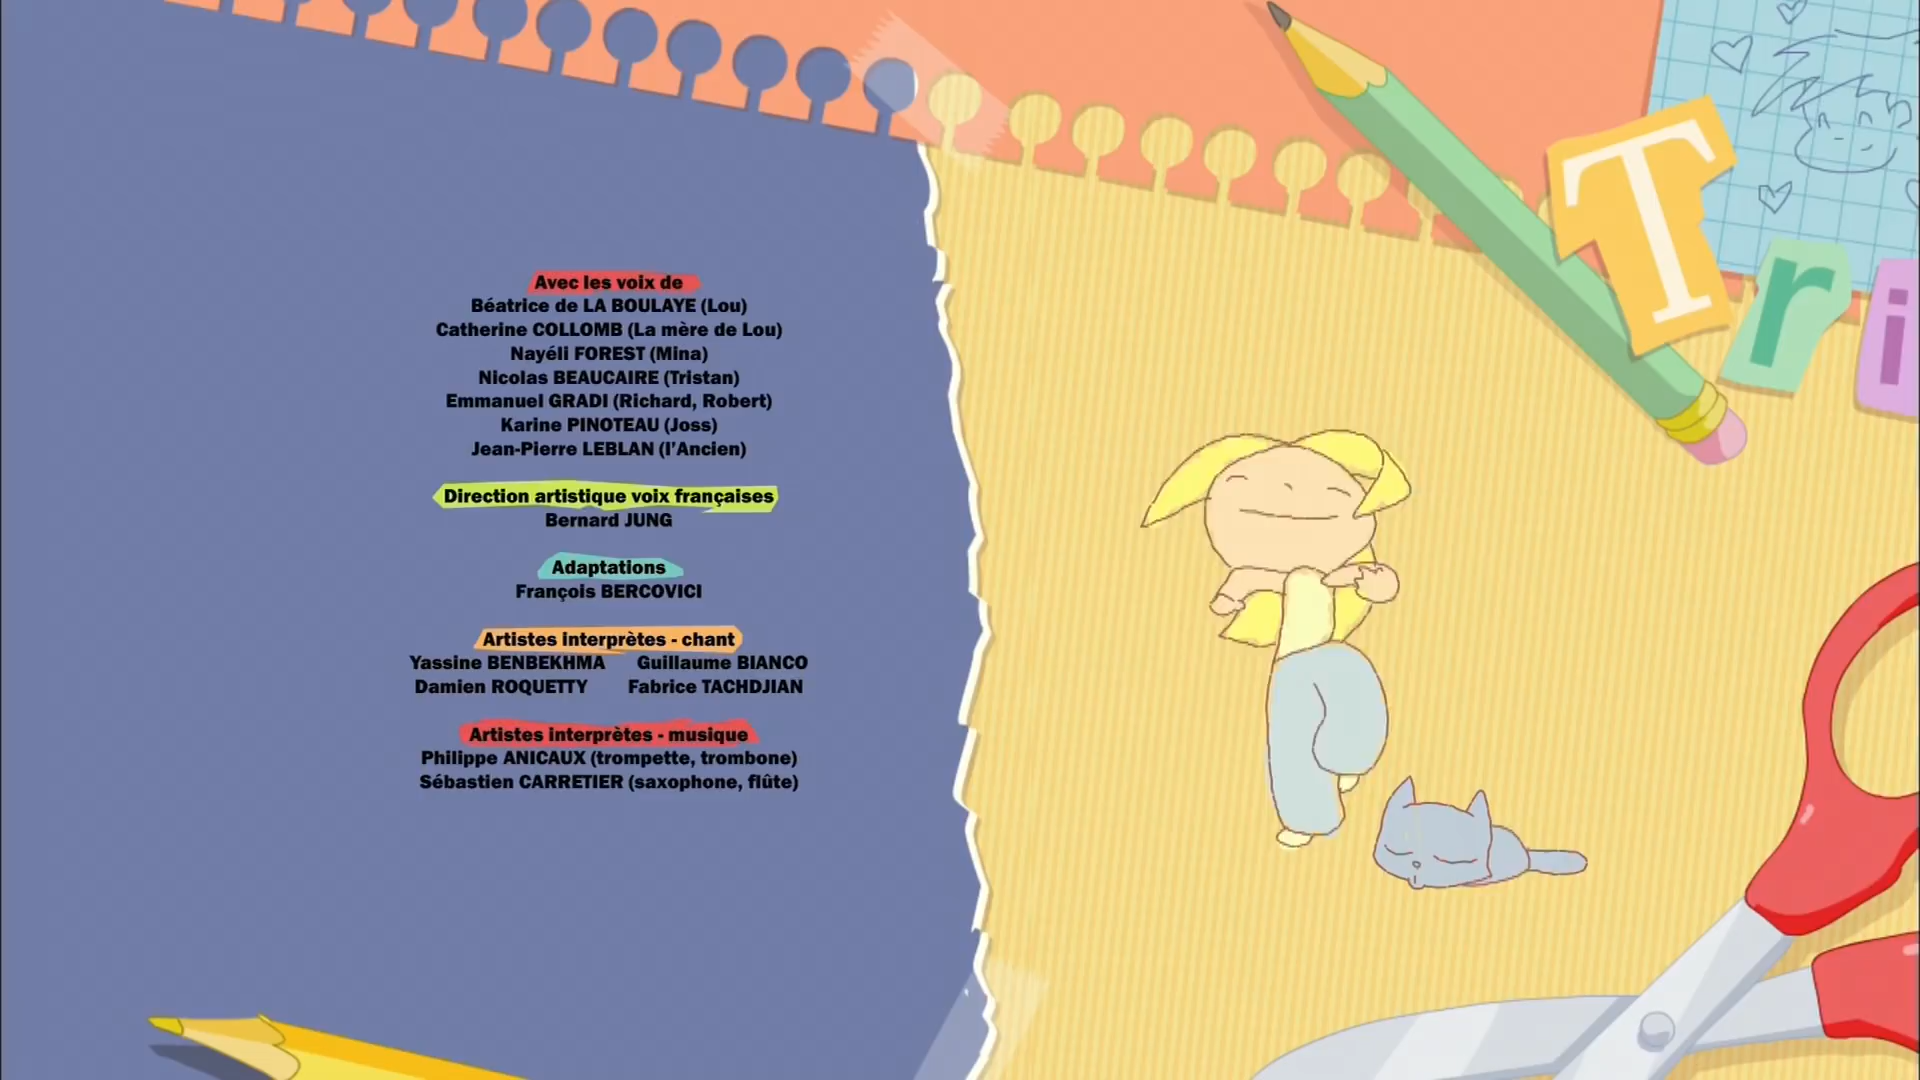 Avec les voix de
Béatrice de LA BOULAYE (Lou)
Catherine COLLOMB (La mère de Lou)
Nayéli FOREST (Mina)
Nicolas BEAUCAIRE (Tristan)
Emmanuel GRADI (Richard, Robert)
Karine PINOTEAU (Joss)
Jean-Pierre LEBLAN (l'Ancien)
Direction artistique voix françaises
Bernard JUNG
Adaptations
François BERCOVICI
Artistes interprètes - chant
Yassine BENBEKHMA Guillaume BIANCO
Damien ROQUETTY Fabrice TACHDJIAN
Artistes interprètes - musique
Philippe ANICAUX (trompette, trombone)
Sébastien CARRETIER (saxophone, flûte)
Tri